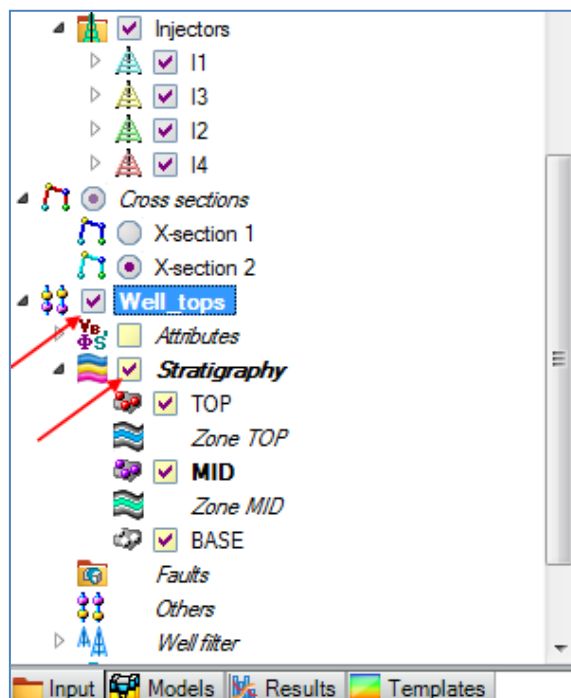 Injectors
I1
I3
I2
I4
Cross sections
X-section 1
X-section 2
Well_tops
Attributes
Stratigraphy
TOP
Zone TOP
MID
Zone MID
BASE
Faults
Others
Well filter
Input Models Results Templates